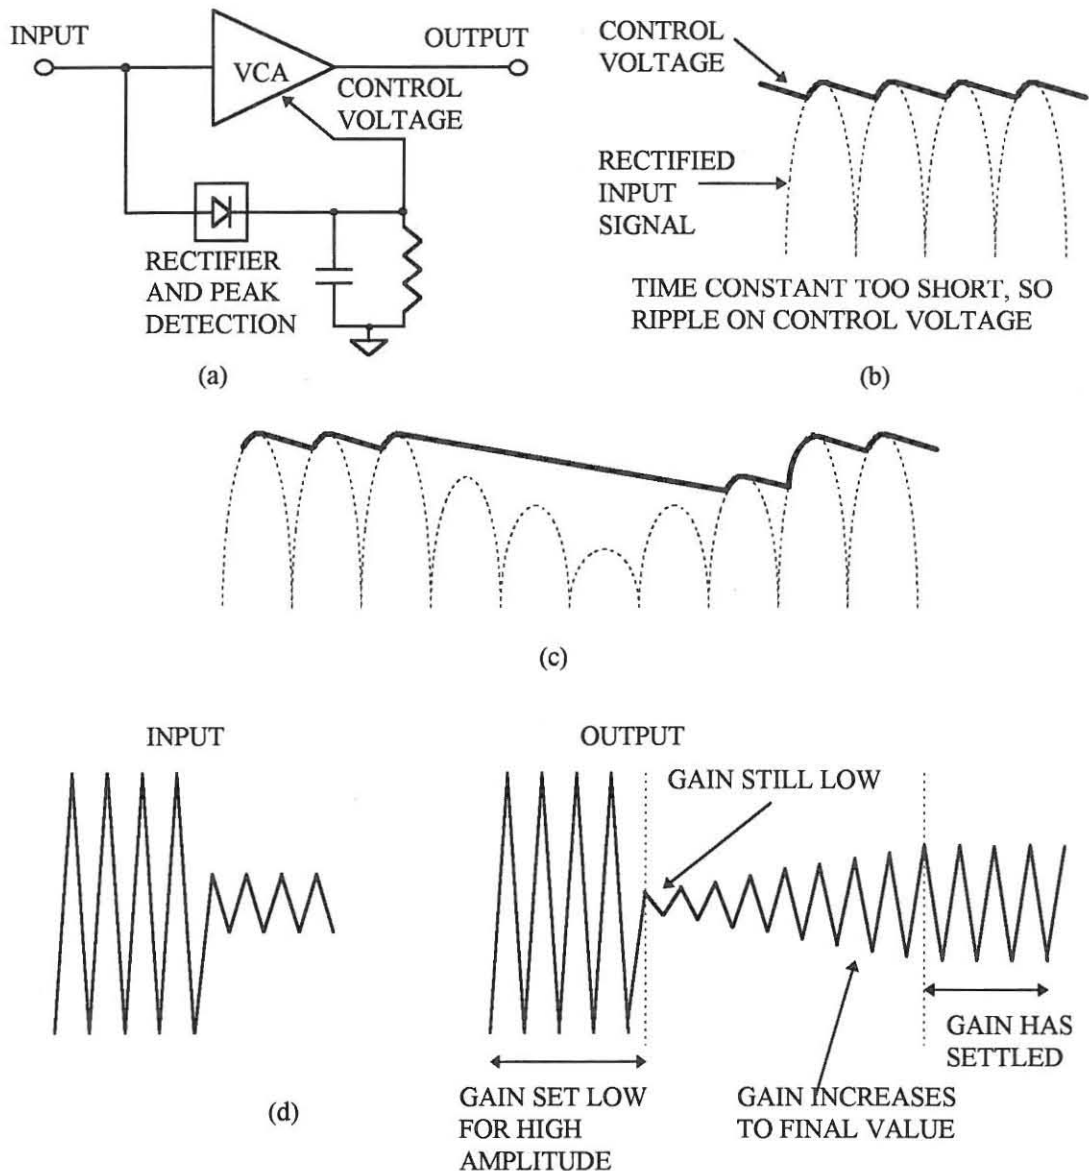 INPUT
OUTPUT
VCA
CONTROL
VOLTAGE
RECTIFIER
AND PEAK
DETECTION
(a)
CONTROL
VOLTAGE
RECTIFIED
INPUT
SIGNAL
TIME CONSTANT TOO SHORT, SO
RIPPLE ON CONTROL VOLTAGE
(b)
(c)
INPUT
OUTPUT
GAIN STILL LOW
GAIN HAS
SETTLED
GAIN SET LOW
FOR HIGH
AMPLITUDE
GAIN INCREASES
TO FINAL VALUE
(d)